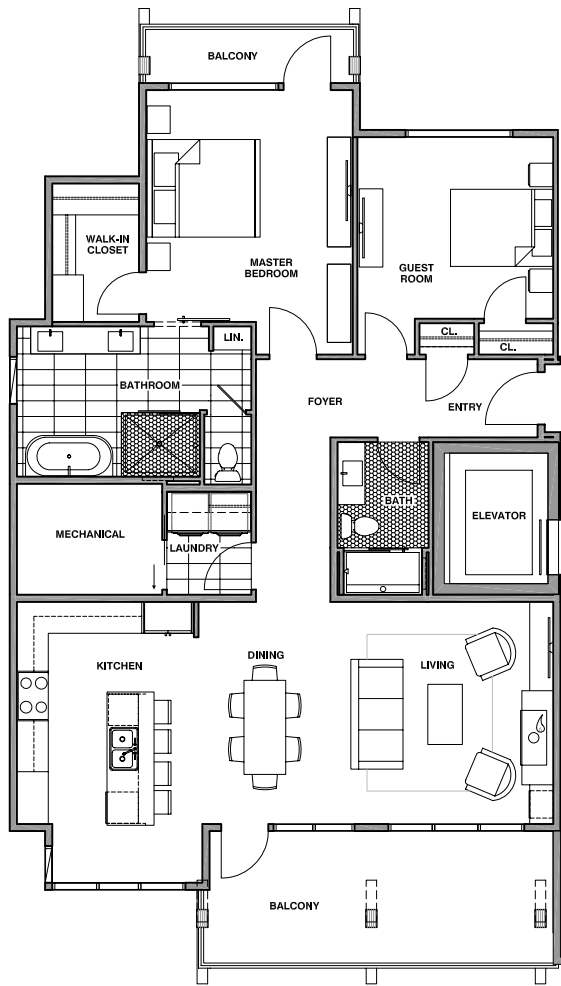 BALCONY
WALK-IN
CLOSET
MASTER
BEDROOM
GUEST
ROOM
LIN.
CL.
CL.
BATHROOM
FOYER
ENTRY
BATH
ELEVATOR
MECHANICAL
LAUNDRY
KITCHEN
DINING
LIVING
BALCONY